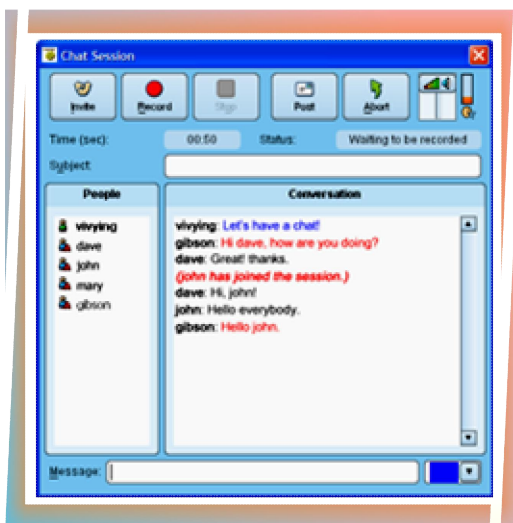 Chat Session
Invite Record Stop Post Abort
Time (sec): 00:50 Status: Waiting to be recorded
Subject:
People Conversation
vivying
dave
john
mary
gibson
vivying: Let's have a chat!
gibson: Hi dave, how are you doing?
dave: Great! thanks.
(john has joined the session.)
dave: Hi, john!
john: Hello everybody.
gibson: Hello john.
Message: